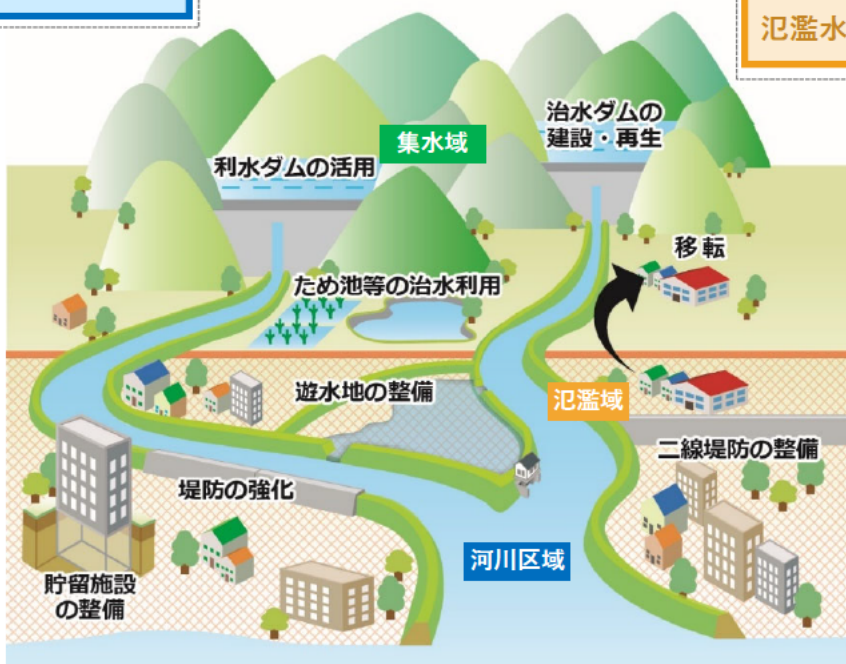 氾濫水
治水ダムの
建設・再生
集水域
利水ダムの活用
移転
ため池等の治水利用
遊水地の整備
氾濫域
二線堤防の整備
堤防の強化
河川区域
貯留施設
の整備